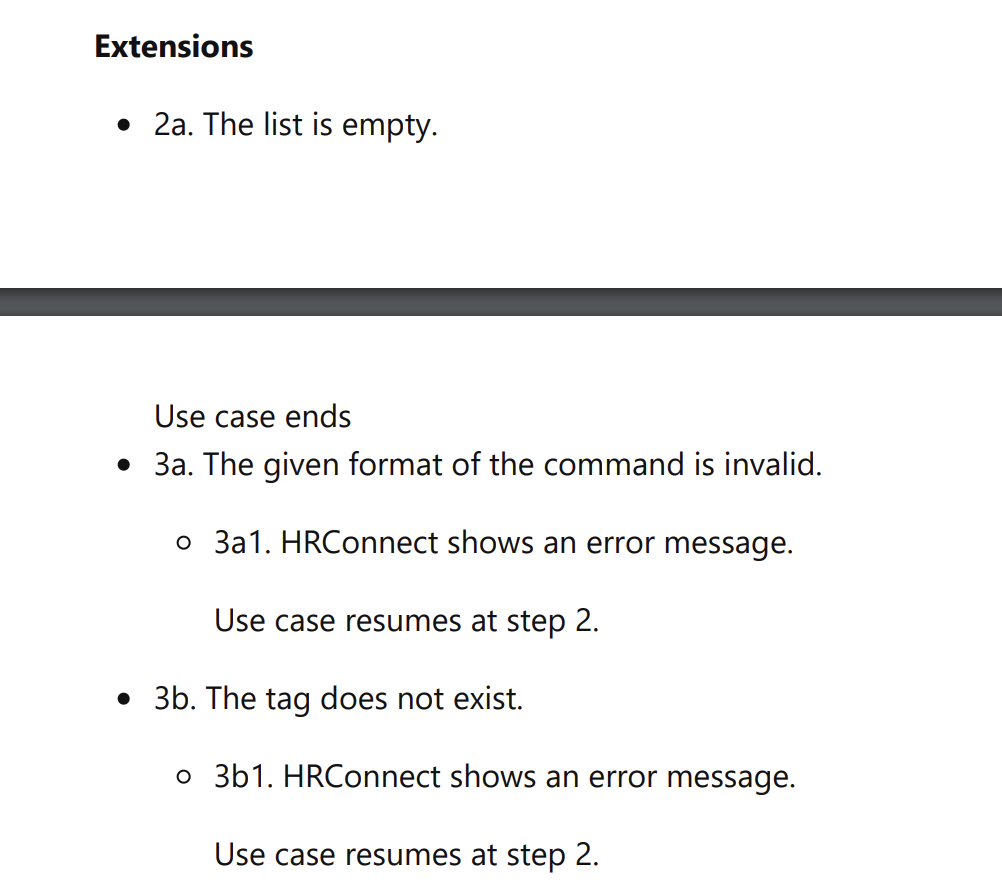 Extensions
• 2a. The list is empty.
Use case ends
• 3a. The given format of the command is invalid.
○ 3a1. HRConnect shows an error message.
Use case resumes at step 2.
• 3b. The tag does not exist.
○ 3b1. HRConnect shows an error message.
Use case resumes at step 2.